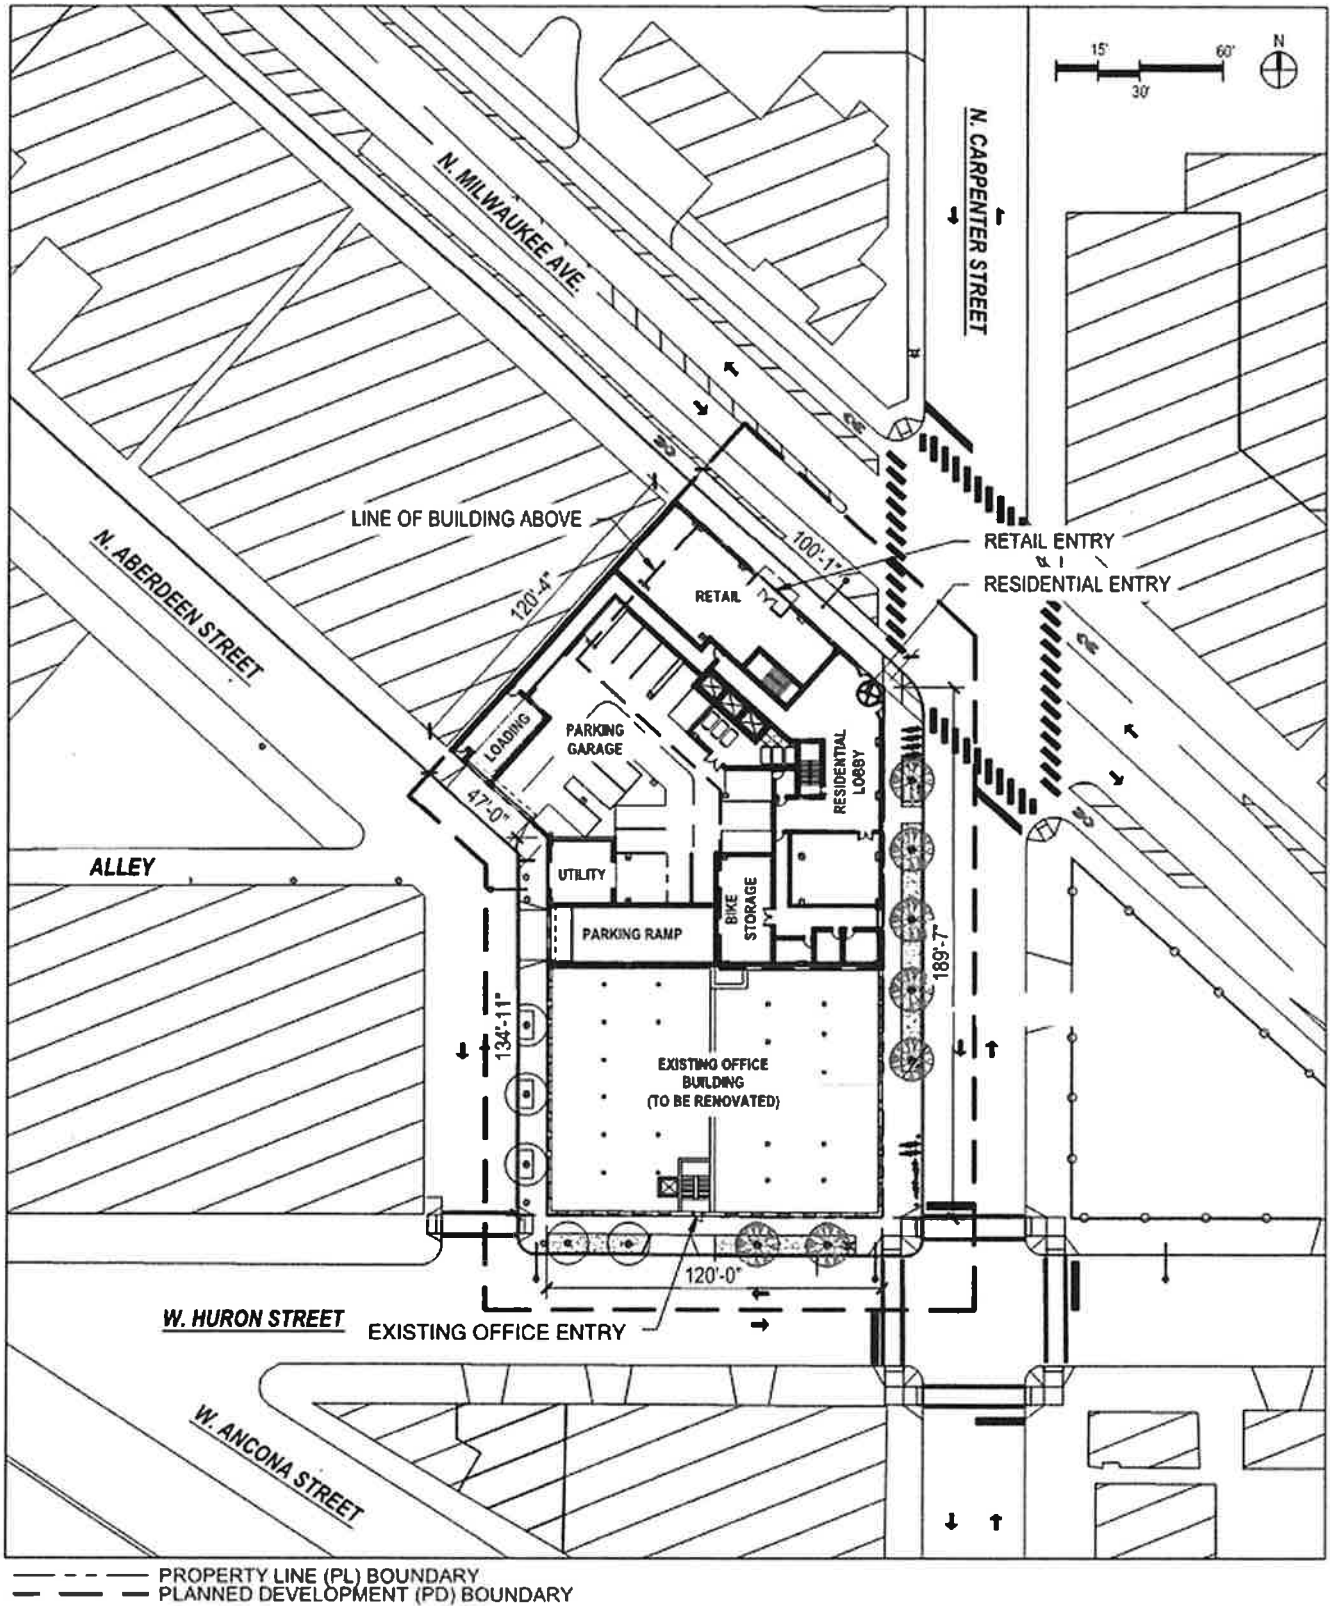 15'
60'
30'
N
N. CARPENTER STREET
N. MILWAUKEE AVE.
LINE OF BUILDING ABOVE
100'-1"
RETAIL ENTRY
RESIDENTIAL ENTRY
N. ABERDEEN STREET
120'-4"
RETAIL
LOADING
PARKING
GARAGE
RESIDENTIAL
LOBBY
47'-0"
ALLEY
UTILITY
BIKE
STORAGE
PARKING RAMP
189'-7"
134'-11"
EXISTING OFFICE
BUILDING
(TO BE RENOVATED)
120'-0"
W. HURON STREET
EXISTING OFFICE ENTRY
W. ANCONA STREET
PROPERTY LINE (PL) BOUNDARY
PLANNED DEVELOPMENT (PD) BOUNDARY